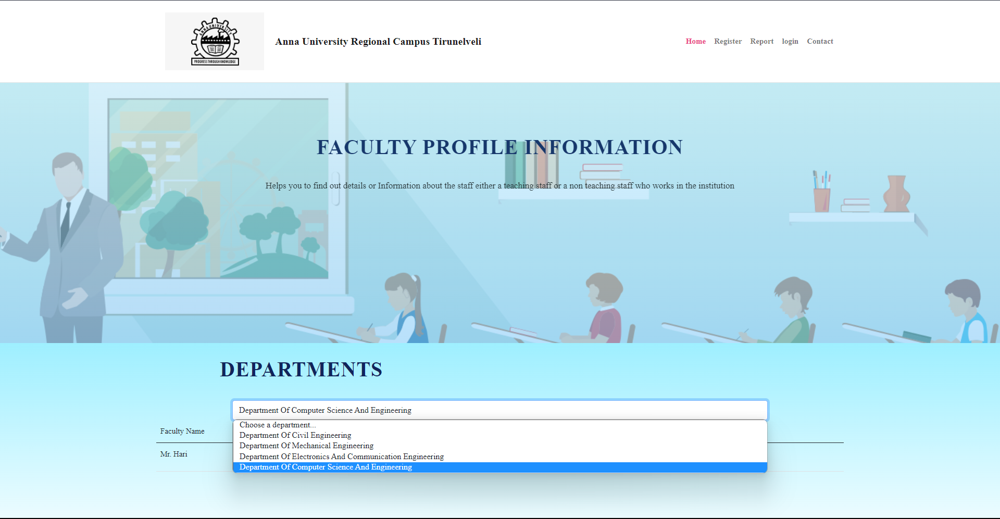 ANNA UNIVERSITY
PROGRESS THROUGH KNOWLEDGE
Anna University Regional Campus Tirunelveli
Home Register Report login Contact
FACULTY PROFILE INFORMATION
Helps you to find out details or Information about the staff either a teaching staff or a non teaching staff who works in the institution
DEPARTMENTS
Department Of Computer Science And Engineering
Choose a department...
Faculty Name
Department Of Civil Engineering
Department Of Mechanical Engineering
Mr. Hari
Department Of Electronics And Communication Engineering
Department Of Computer Science And Engineering